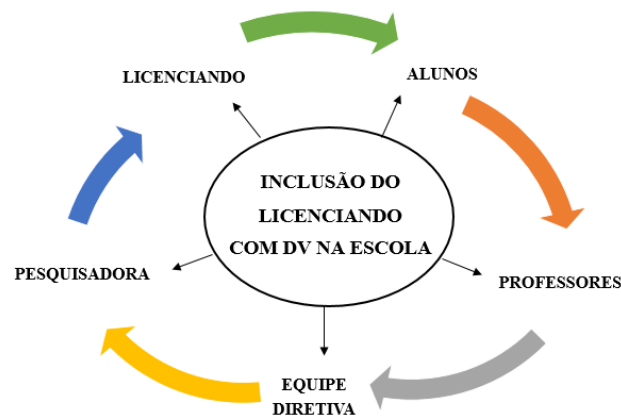 LICENCIANDO
ALUNOS
INCLUSÃO DO
LICENCIANDO
COM DV NA ESCOLA
PESQUISADORA
PROFESSORES
EQUIPE
DIRETIVA